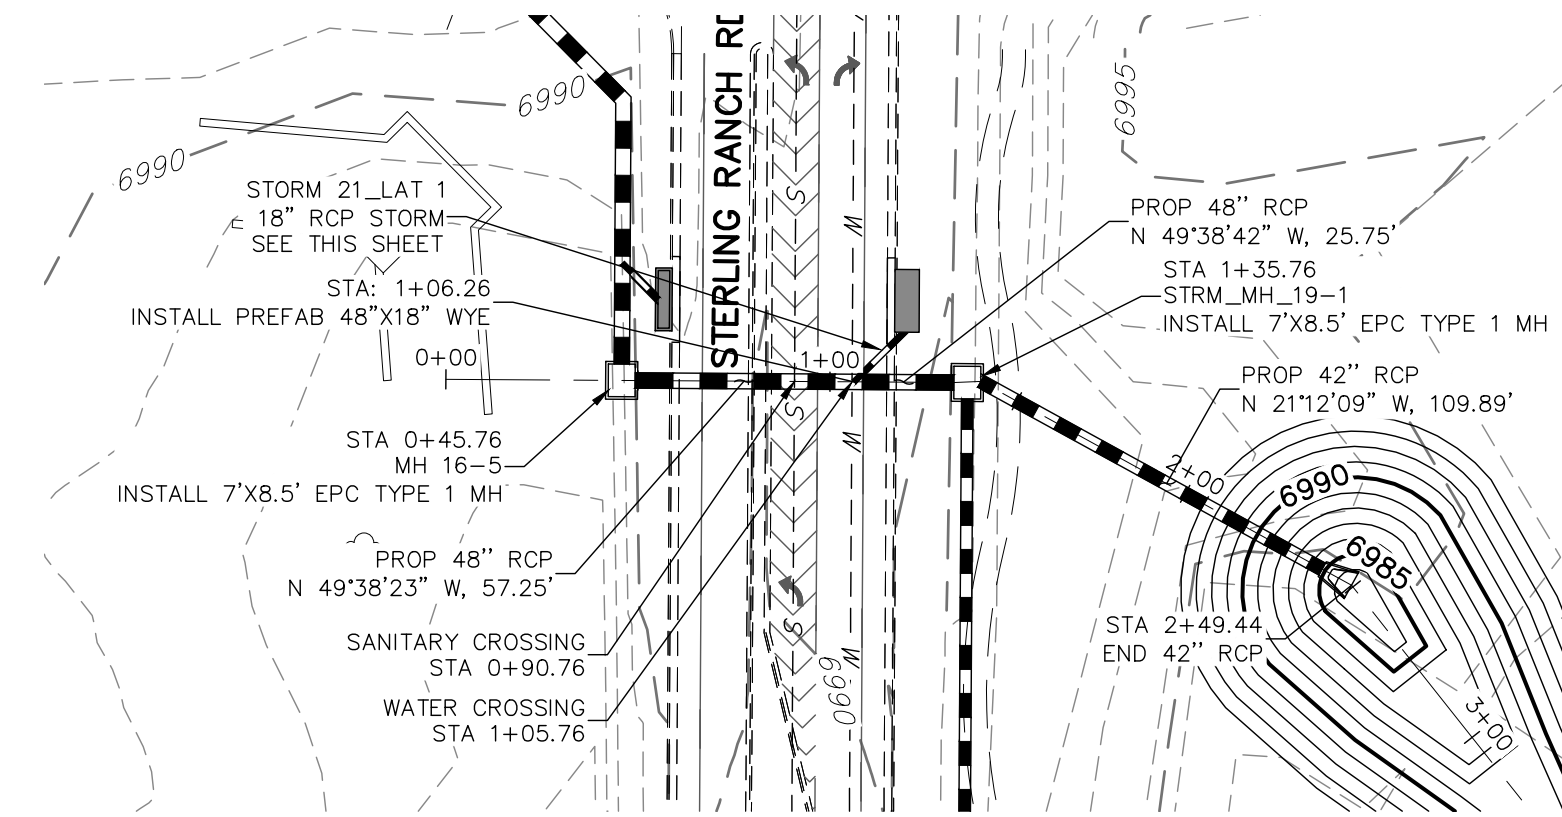 STERLING RANCH RD
6990
6990
6995
STORM 21_LAT 1
18" RCP STORM
SEE THIS SHEET
STA: 1+06.26
INSTALL PREFAB 48"X18" WYE
0+00
1+00
PROP 48" RCP
N 49°38'42" W, 25.75'
STA 1+35.76
STRM_MH_19-1
INSTALL 7'X8.5' EPC TYPE 1 MH
PROP 42" RCP
N 21°12'09" W, 109.89'
STA 0+45.76
MH 16-5
INSTALL 7'X8.5' EPC TYPE 1 MH
2+00
6990
6985
PROP 48" RCP
N 49°38'23" W, 57.25'
SANITARY CROSSING
STA 0+90.76
WATER CROSSING
STA 1+05.76
STA 2+49.44
END 42" RCP
6990
3+00
S
S
S
W
W
W